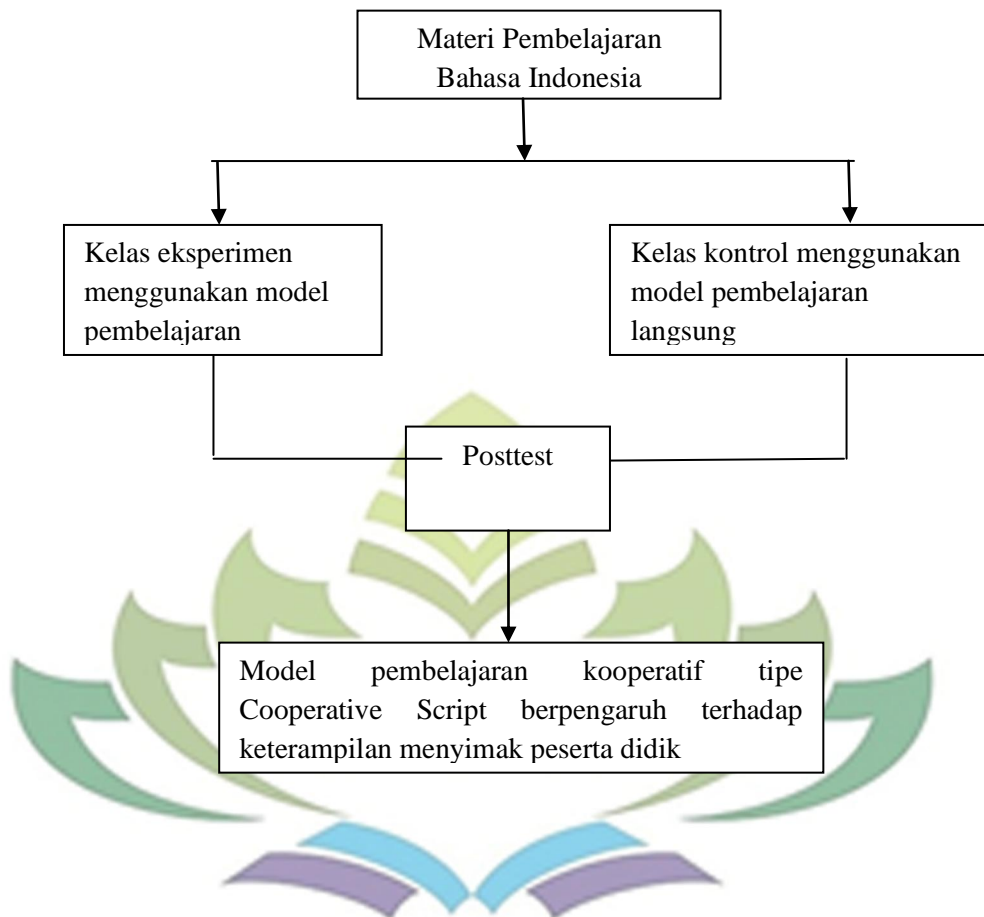 Materi Pembelajaran
Bahasa Indonesia
Kelas eksperimen
menggunakan model
pembelajaran
Kelas kontrol menggunakan
model pembelajaran
langsung
Posttest
Model pembelajaran kooperatif tipe
Cooperative Script berpengaruh terhadap
keterampilan menyimak peserta didik